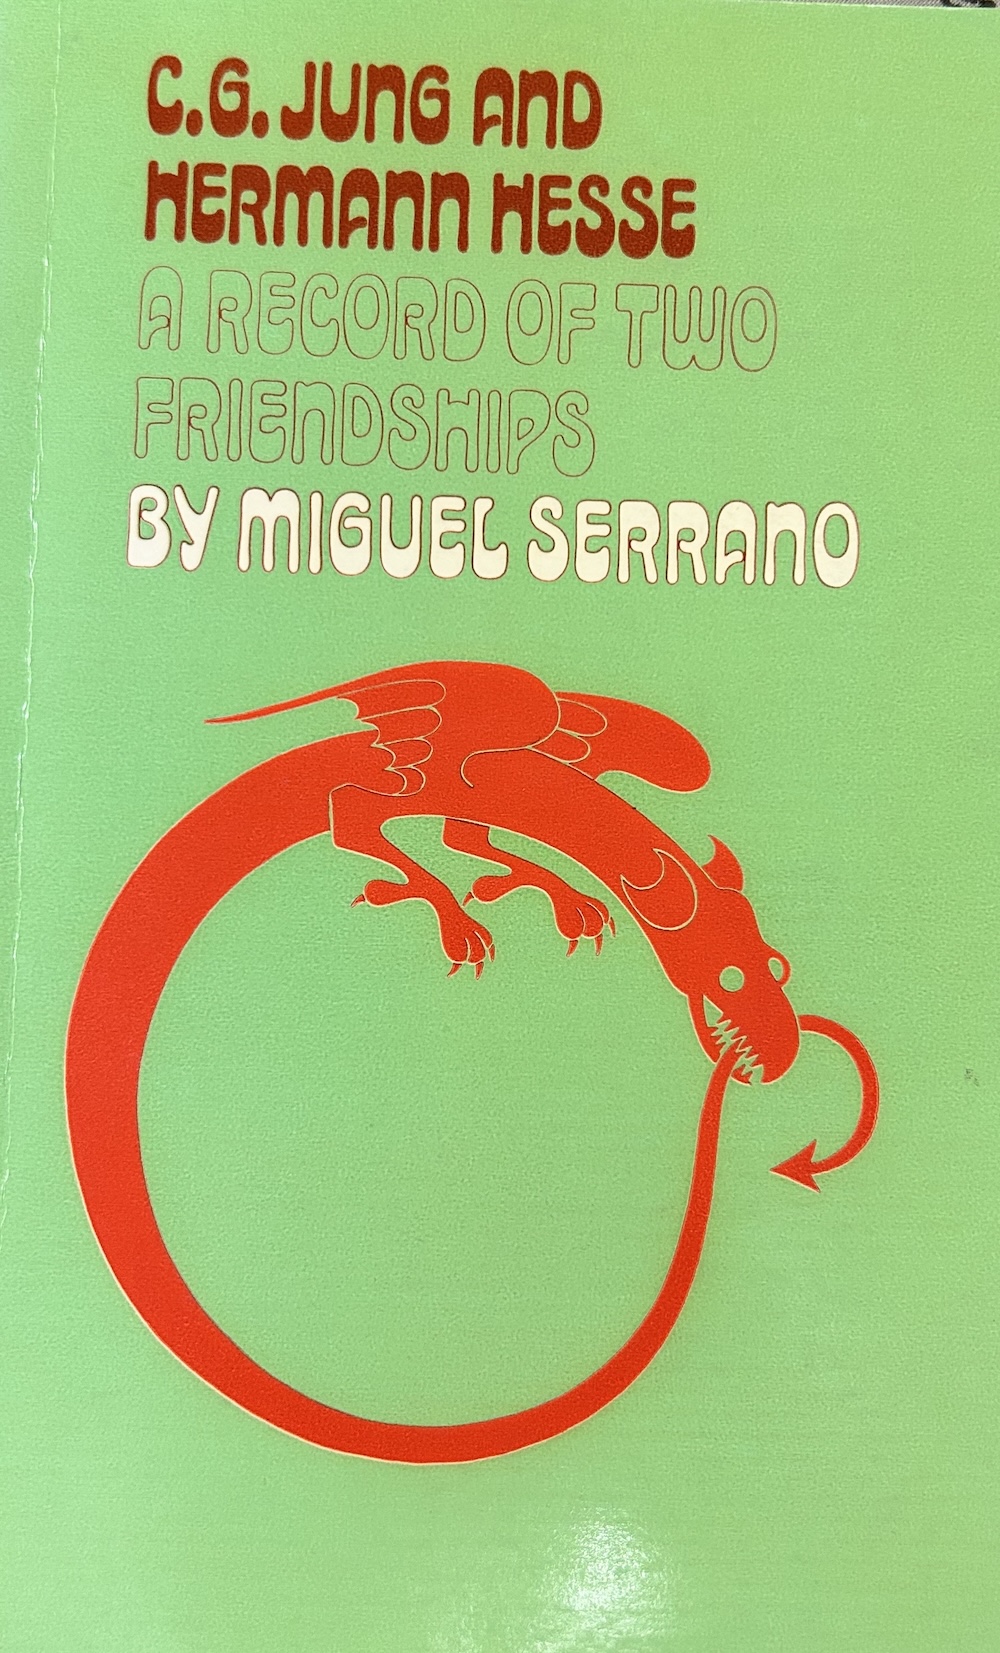 C.G. JUNG AND
HERMANN HESSE
A RECORD OF TWO
FRIENDSHIPS
BY MIGUEL SERRANO